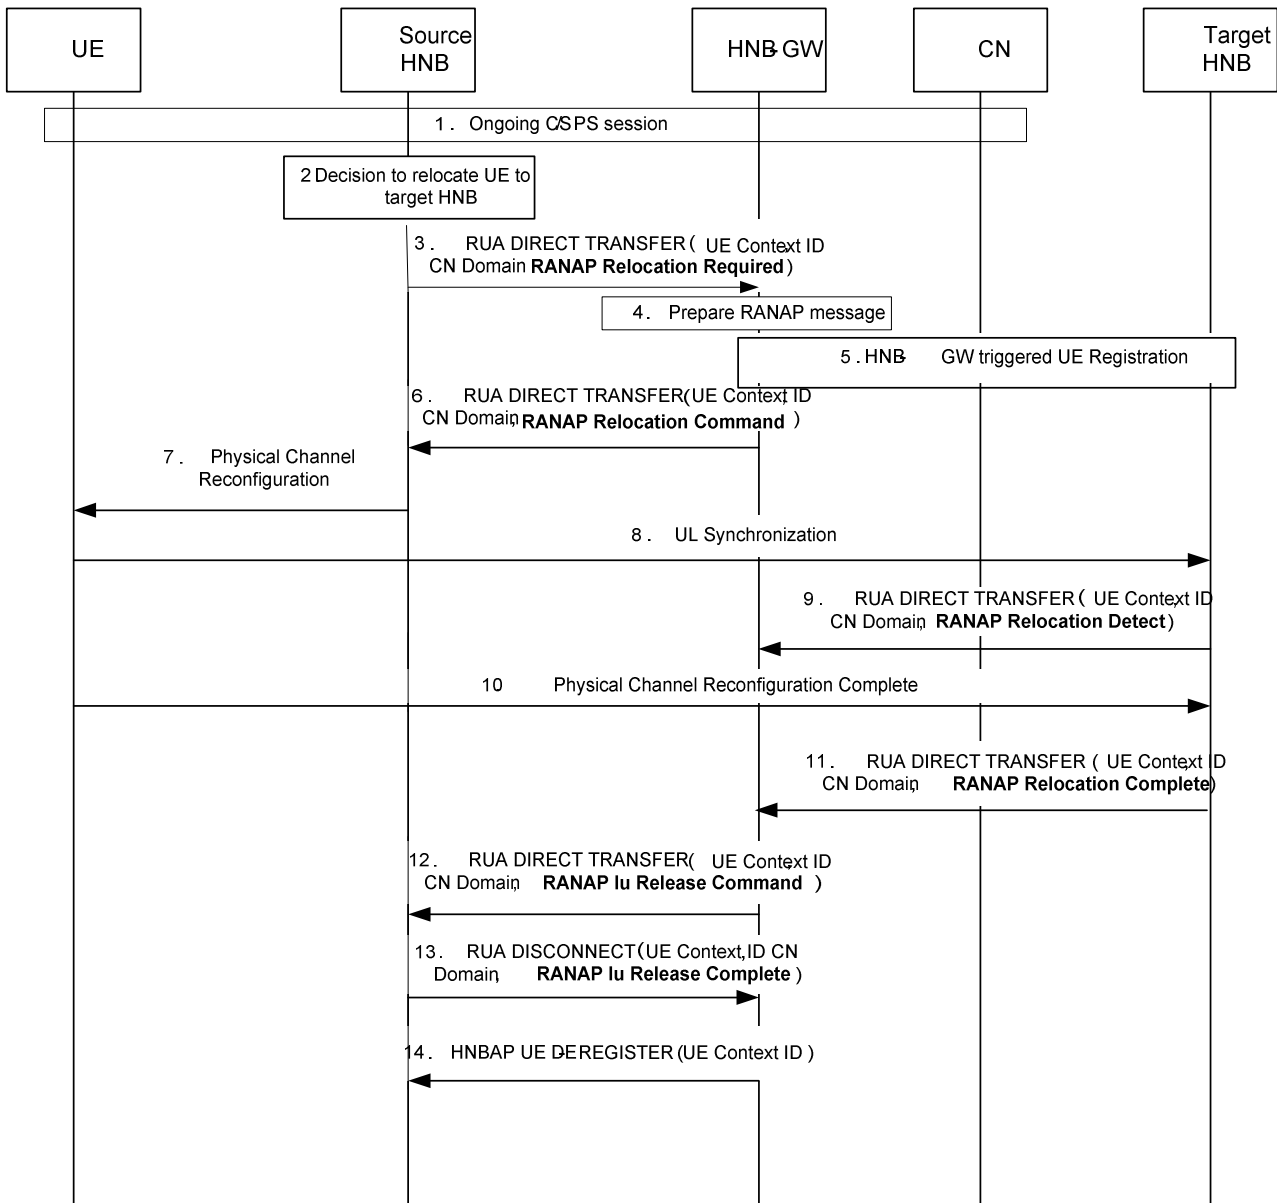 UE
Source
HNB
HNB-GW
CN
Target
HNB
1. Ongoing CS/PS session
2 Decision to relocate UE to
target HNB
3. RUA DIRECT TRANSFER ( UE Context ID,
CN Domain RANAP Relocation Required )
4. Prepare RANAP message
5. HNB- GW triggered UE Registration
6. RUA DIRECT TRANSFER (UE Context ID,
CN Domain, RANAP Relocation Command )
7. Physical Channel
Reconfiguration
8. UL Synchronization
9. RUA DIRECT TRANSFER ( UE Context ID,
CN Domain, RANAP Relocation Detect )
10 Physical Channel Reconfiguration Complete
11. RUA DIRECT TRANSFER ( UE Context ID,
CN Domain, RANAP Relocation Complete )
12. RUA DIRECT TRANSFER ( UE Context ID,
CN Domain, RANAP Iu Release Command )
13. RUA DISCONNECT (UE Context ID, CN
Domain, RANAP Iu Release Complete )
14. HNBAP UE DE-REGISTER (UE Context ID )